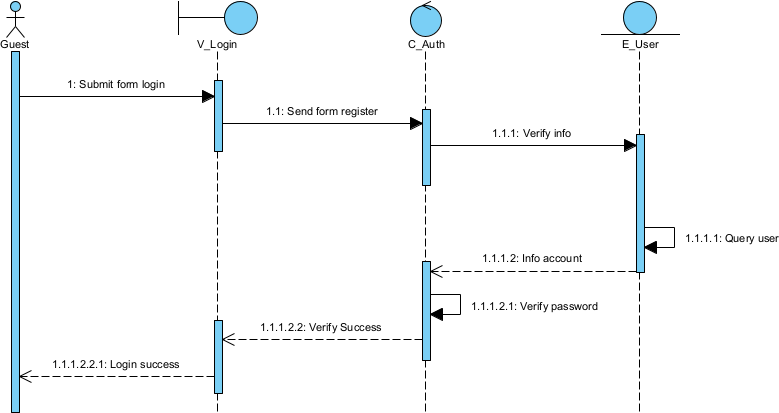 Guest
V_Login
C_Auth
E_User
1: Submit form login
1.1: Send form register
1.1.1: Verify info
1.1.1.1: Query user
1.1.1.2: Info account
1.1.1.2.1: Verify password
1.1.1.2.2: Verify Success
1.1.1.2.2.1: Login success